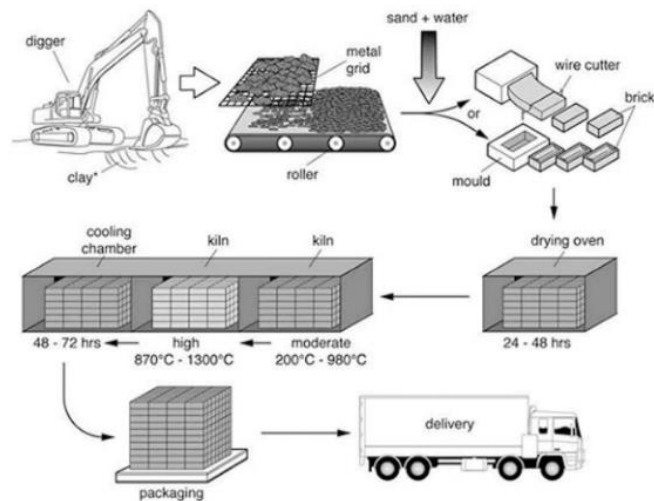 digger
clay*
metal
grid
roller
sand + water
or
wire cutter
brick
mould
drying oven
24 - 48 hrs
cooling
chamber
kiln
kiln
48 - 72 hrs
high
870°C - 1300°C
moderate
200°C - 980°C
packaging
delivery